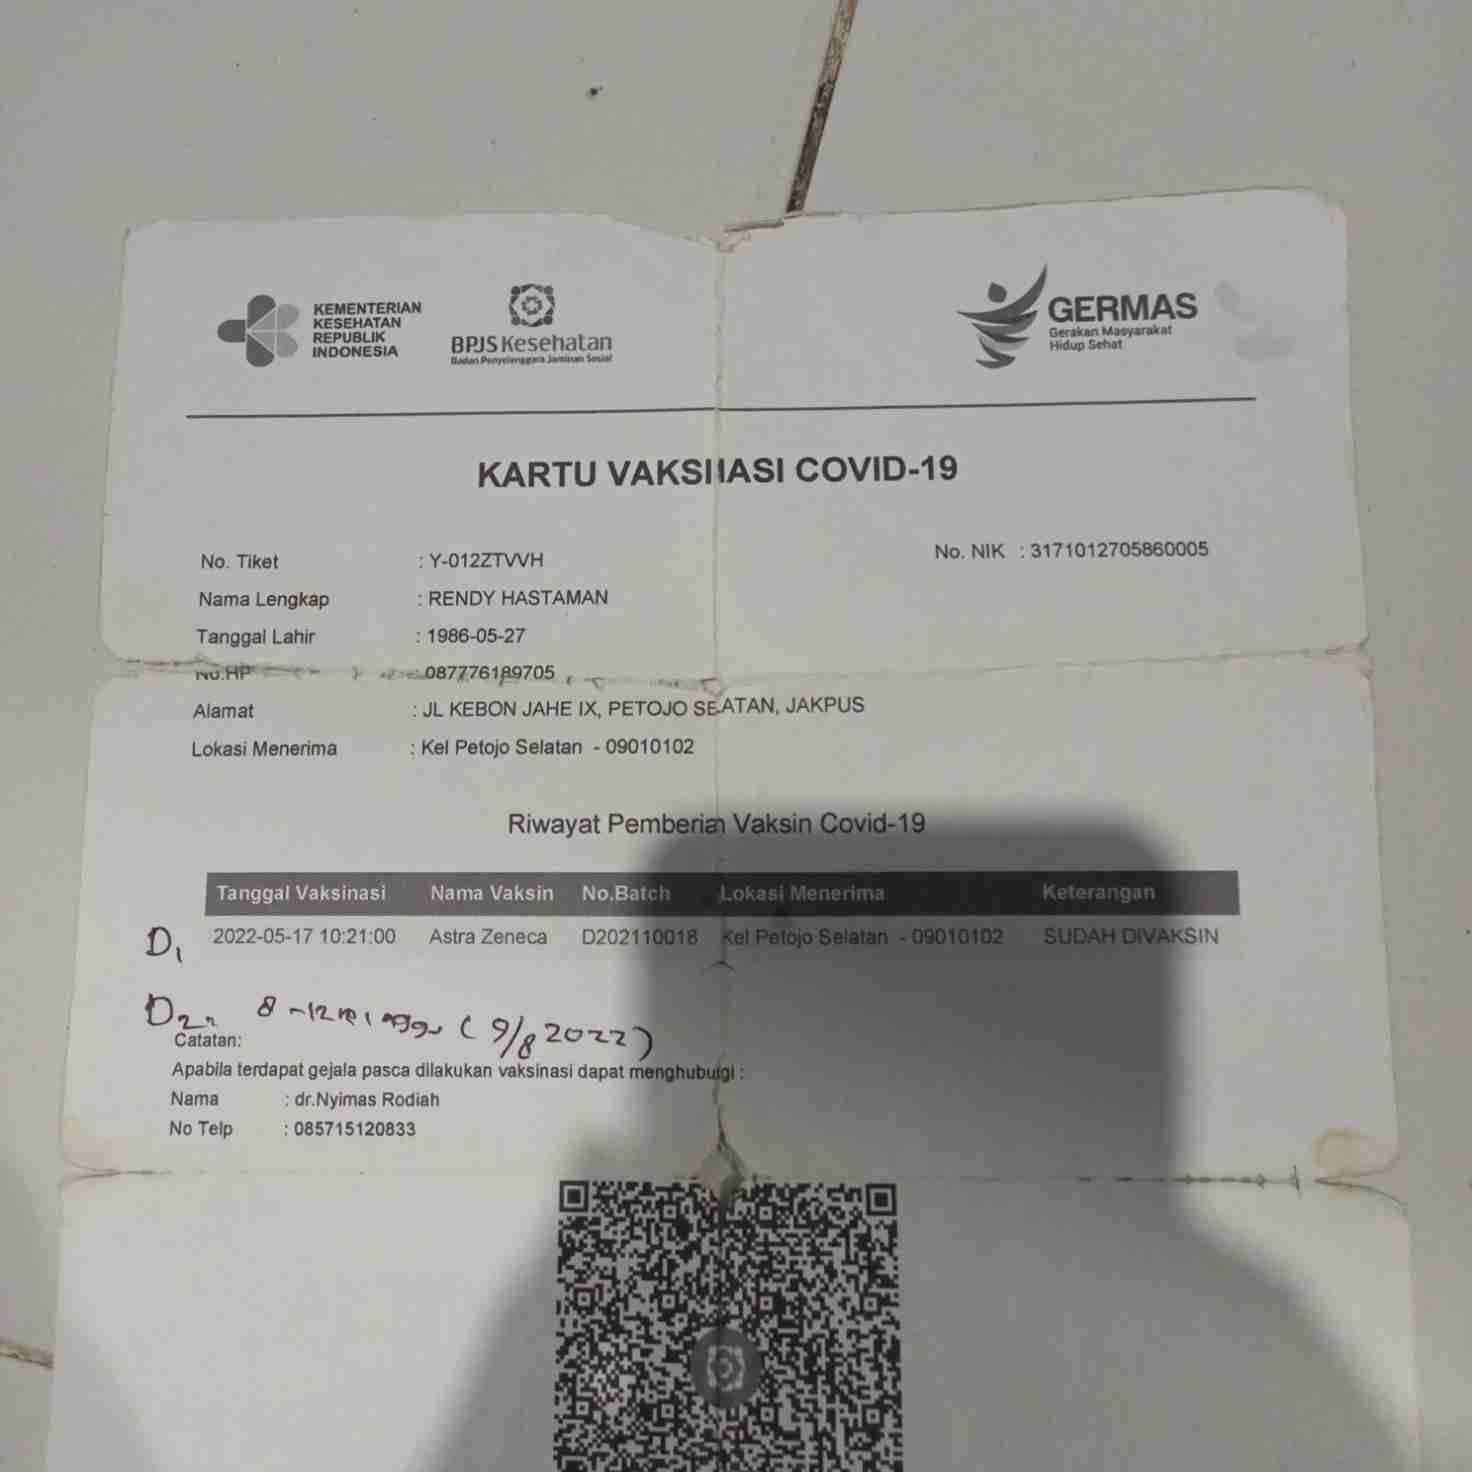 KEMENTERIAN
KESEHATAN
REPUBLIK
INDONESIA
BPJS Kesehatan
Badan Penyelenggara Jaminan Sosial
GERMAS
Gerakan Masyarakat
Hidup Sehat
KARTU VAKSINASI COVID-19
No. Tiket : Y-012ZTVVH
No. NIK : 3171012705860005
Nama Lengkap : RENDY HASTAMAN
Tanggal Lahir : 1986-05-27
No.HP : 087776189705
Alamat : JL KEBON JAHE IX, PETOJO SELATAN, JAKPUS
Lokasi Menerima : Kel Petojo Selatan - 09010102
Riwayat Pemberian Vaksin Covid-19
Tanggal Vaksinasi Nama Vaksin No.Batch Lokasi Menerima Keterangan
D1 2022-05-17 10:21:00 Astra Zeneca D202110018 Kel Petojo Selatan - 09010102 SUDAH DIVAKSIN
D2 8-12 minggu (9/8 2022)
Catatan:
Apabila terdapat gejala pasca dilakukan vaksinasi dapat menghubungi :
Nama : dr.Nyimas Rodiah
No Telp : 085715120833